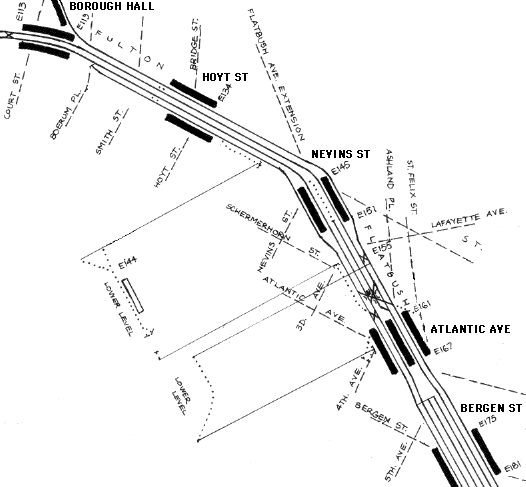 BOROUGH HALL
E113
E115
FULTON
BRIDGE ST.
FLATBUSH AVE EXTENSION
HOYT ST
E134
COURT ST.
BOERUM PL.
SMITH ST.
HOYT ST.
NEVINS ST
E145
ASHLAND PL.
ST. FELIX ST.
E151
LAFAYETTE AVE.
SCHERMERHORN ST.
NEVINS ST.
FLATBUSH
E155
S T.
E144
LOWER LEVEL
ATLANTIC AVE
3D. AVE.
E161
ATLANTIC AVE
E167
LOWER LEVEL
4TH. AVE.
BERGEN ST
BERGEN ST.
E175
5TH. AVE.
E181